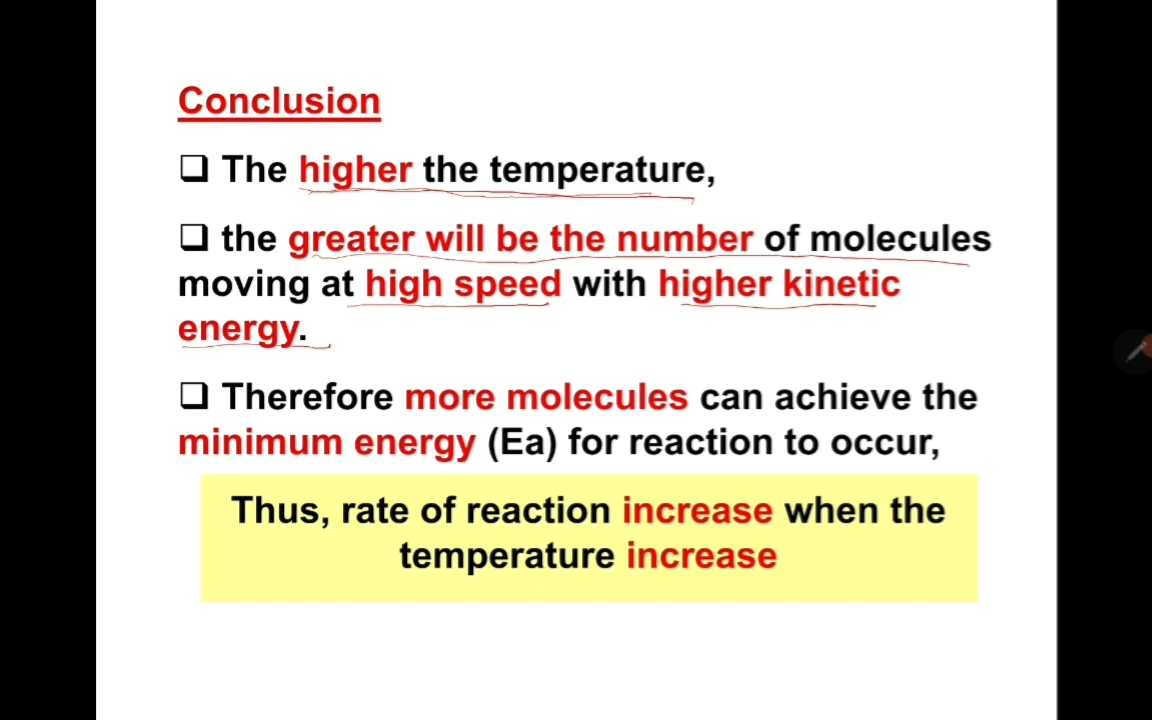 Conclusion
❑ The higher the temperature,
❑ the greater will be the number of molecules
moving at high speed with higher kinetic
energy.
❑ Therefore more molecules can achieve the
minimum energy (Ea) for reaction to occur,
Thus, rate of reaction increase when the
temperature increase